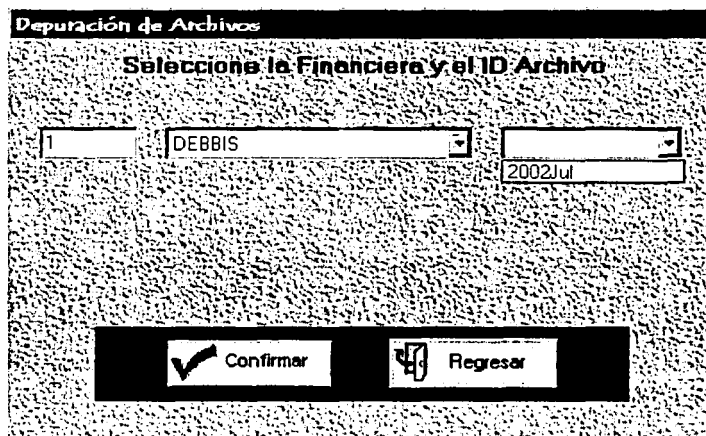 Depuración de Archivos
Seleccione la Financiera y el ID Archivo
1 DEBBIS
2002Jul
Confirmar Regresar